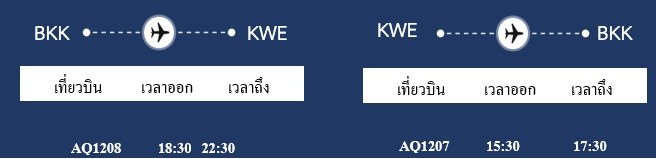 BKK KWE
เที่ยวบิน เวลาออก เวลาถึง
AQ1208 18:30 22:30
KWE BKK
เที่ยวบิน เวลาออก เวลาถึง
AQ1207 15:30 17:30